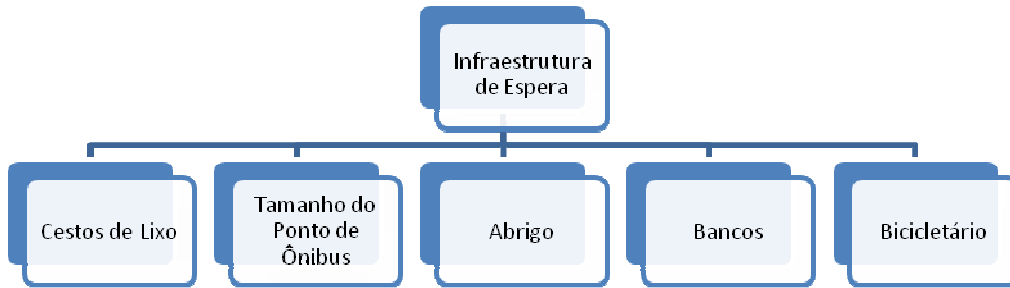 Infraestrutura
de Espera
Cestos de Lixo
Tamanho do
Ponto de
Ônibus
Abrigo
Bancos
Bicicletário